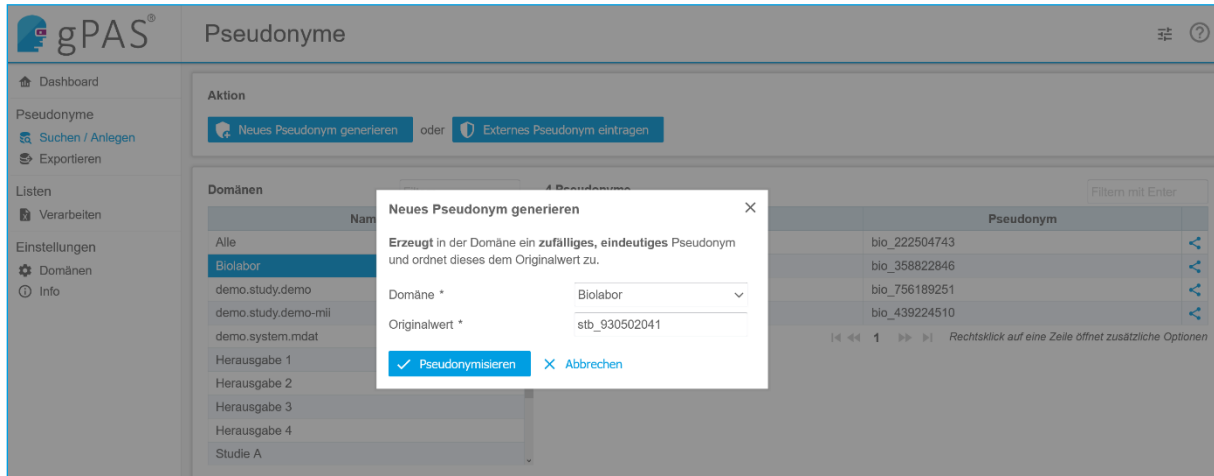 gPAS®
Pseudonyme
Dashboard
Pseudonyme
Suchen / Anlegen
Exportieren
Listen
Verarbeiten
Einstellungen
Domänen
Info
Aktion
Neues Pseudonym generieren oder Externes Pseudonym eintragen
Domänen
4 Pseudonyme
Filtern mit Enter
Nam
Alle
Biolabor
demo.study.demo
demo.study.demo-mii
demo.system.mdat
Herausgabe 1
Herausgabe 2
Herausgabe 3
Herausgabe 4
Studie A
Pseudonym
bio_222504743
bio_358822846
bio_756189251
bio_439224510
1 Rechtsklick auf eine Zeile öffnet zusätzliche Optionen
Neues Pseudonym generieren
Erzeugt in der Domäne ein zufälliges, eindeutiges Pseudonym
und ordnet dieses dem Originalwert zu.
Domäne * Biolabor
Originalwert * stb_930502041
Pseudonymisieren Abbrechen